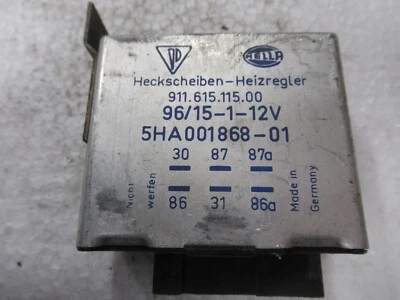 HELLA
Heckscheiben-Heizregler
911.615.115.00
96/15-1-12V
5HA001868-01
30 87 87a
Nicht werfen
86 31 86a
Made in
Germany